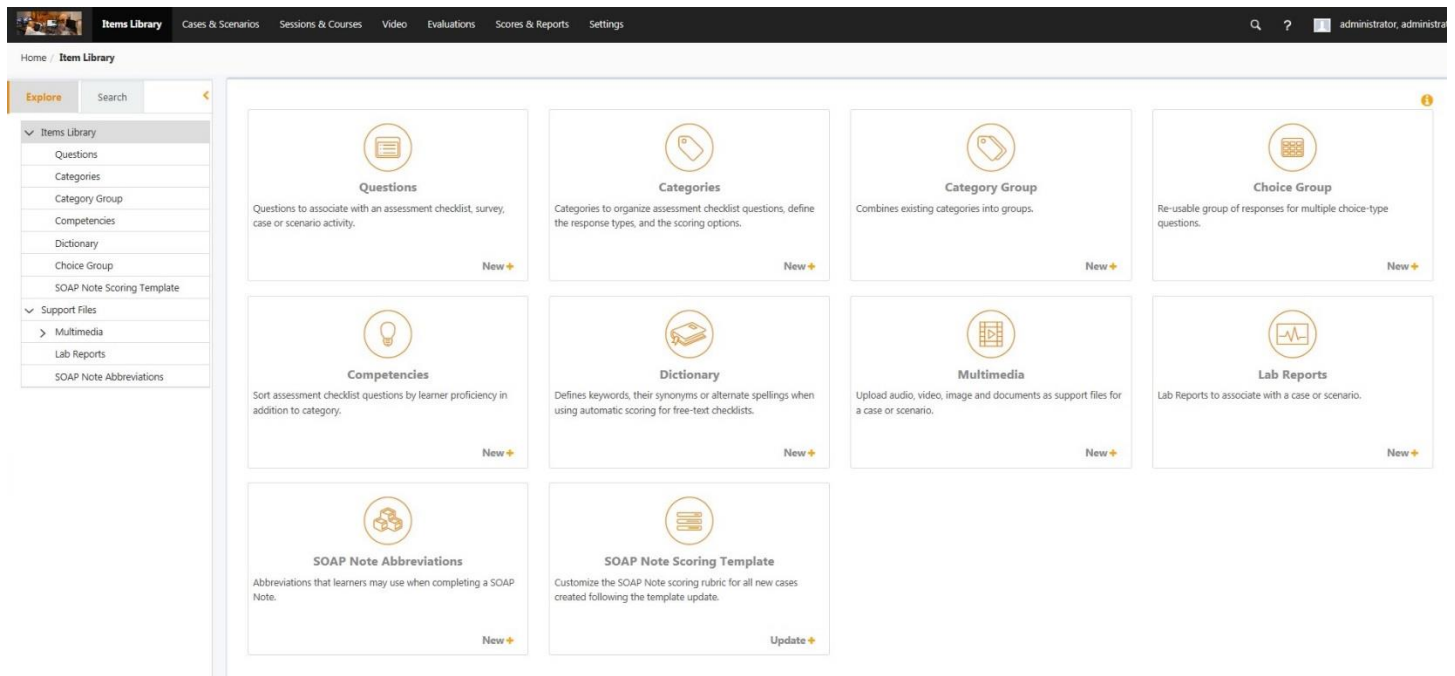 Items Library Cases & Scenarios Sessions & Courses Video Evaluations Scores & Reports Settings ? administrator, administrat
Home / Item Library
Explore Search
Items Library
Questions
Categories
Category Group
Competencies
Dictionary
Choice Group
SOAP Note Scoring Template
Support Files
Multimedia
Lab Reports
SOAP Note Abbreviations
Questions
Questions to associate with an assessment checklist, survey,
case or scenario activity.
New+
Categories
Categories to organize assessment checklist questions, define
the response types, and the scoring options.
New+
Category Group
Combines existing categories into groups.
New+
Choice Group
Re-usable group of responses for multiple choice-type
questions.
New+
Competencies
Sort assessment checklist questions by learner proficiency in
addition to category.
New+
Dictionary
Defines keywords, their synonyms or alternate spellings when
using automatic scoring for free-text checklists.
New+
Multimedia
Upload audio, video, image and documents as support files for
a case or scenario.
New+
Lab Reports
Lab Reports to associate with a case or scenario.
New+
SOAP Note Abbreviations
Abbreviations that learners may use when completing a SOAP
Note.
New+
SOAP Note Scoring Template
Customize the SOAP Note scoring rubric for all new cases
created following the template update.
Update+